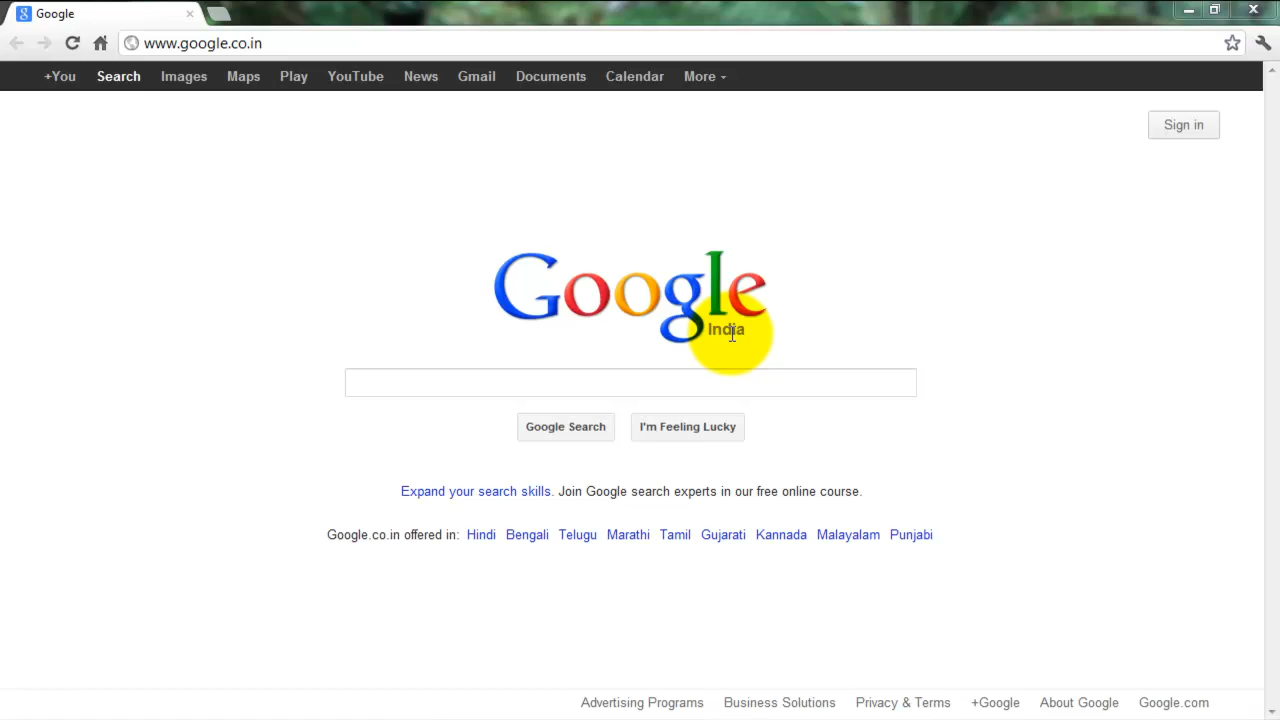 Google
www.google.co.in
+You Search Images Maps Play YouTube News Gmail Documents Calendar More
Sign in
Google
India
Google Search I'm Feeling Lucky
Expand your search skills. Join Google search experts in our free online course.
Google.co.in offered in: Hindi Bengali Telugu Marathi Tamil Gujarati Kannada Malayalam Punjabi
Advertising Programs Business Solutions Privacy & Terms +Google About Google Google.com